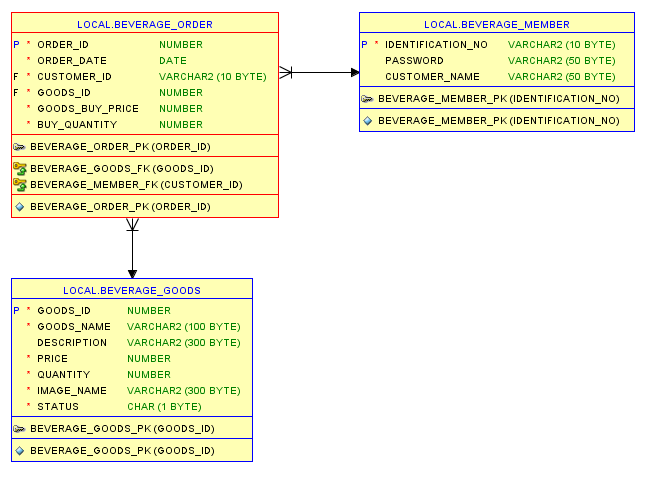 LOCAL.BEVERAGE_ORDER
P * ORDER_ID NUMBER
* ORDER_DATE DATE
F * CUSTOMER_ID VARCHAR2 (10 BYTE)
F * GOODS_ID NUMBER
* GOODS_BUY_PRICE NUMBER
* BUY_QUANTITY NUMBER
BEVERAGE_ORDER_PK (ORDER_ID)
BEVERAGE_GOODS_FK (GOODS_ID)
BEVERAGE_MEMBER_FK (CUSTOMER_ID)
BEVERAGE_ORDER_PK (ORDER_ID)
LOCAL.BEVERAGE_MEMBER
P * IDENTIFICATION_NO VARCHAR2 (10 BYTE)
PASSWORD VARCHAR2 (50 BYTE)
CUSTOMER_NAME VARCHAR2 (50 BYTE)
BEVERAGE_MEMBER_PK (IDENTIFICATION_NO)
BEVERAGE_MEMBER_PK (IDENTIFICATION_NO)
LOCAL.BEVERAGE_GOODS
P * GOODS_ID NUMBER
* GOODS_NAME VARCHAR2 (100 BYTE)
DESCRIPTION VARCHAR2 (300 BYTE)
* PRICE NUMBER
* QUANTITY NUMBER
* IMAGE_NAME VARCHAR2 (300 BYTE)
* STATUS CHAR (1 BYTE)
BEVERAGE_GOODS_PK (GOODS_ID)
BEVERAGE_GOODS_PK (GOODS_ID)